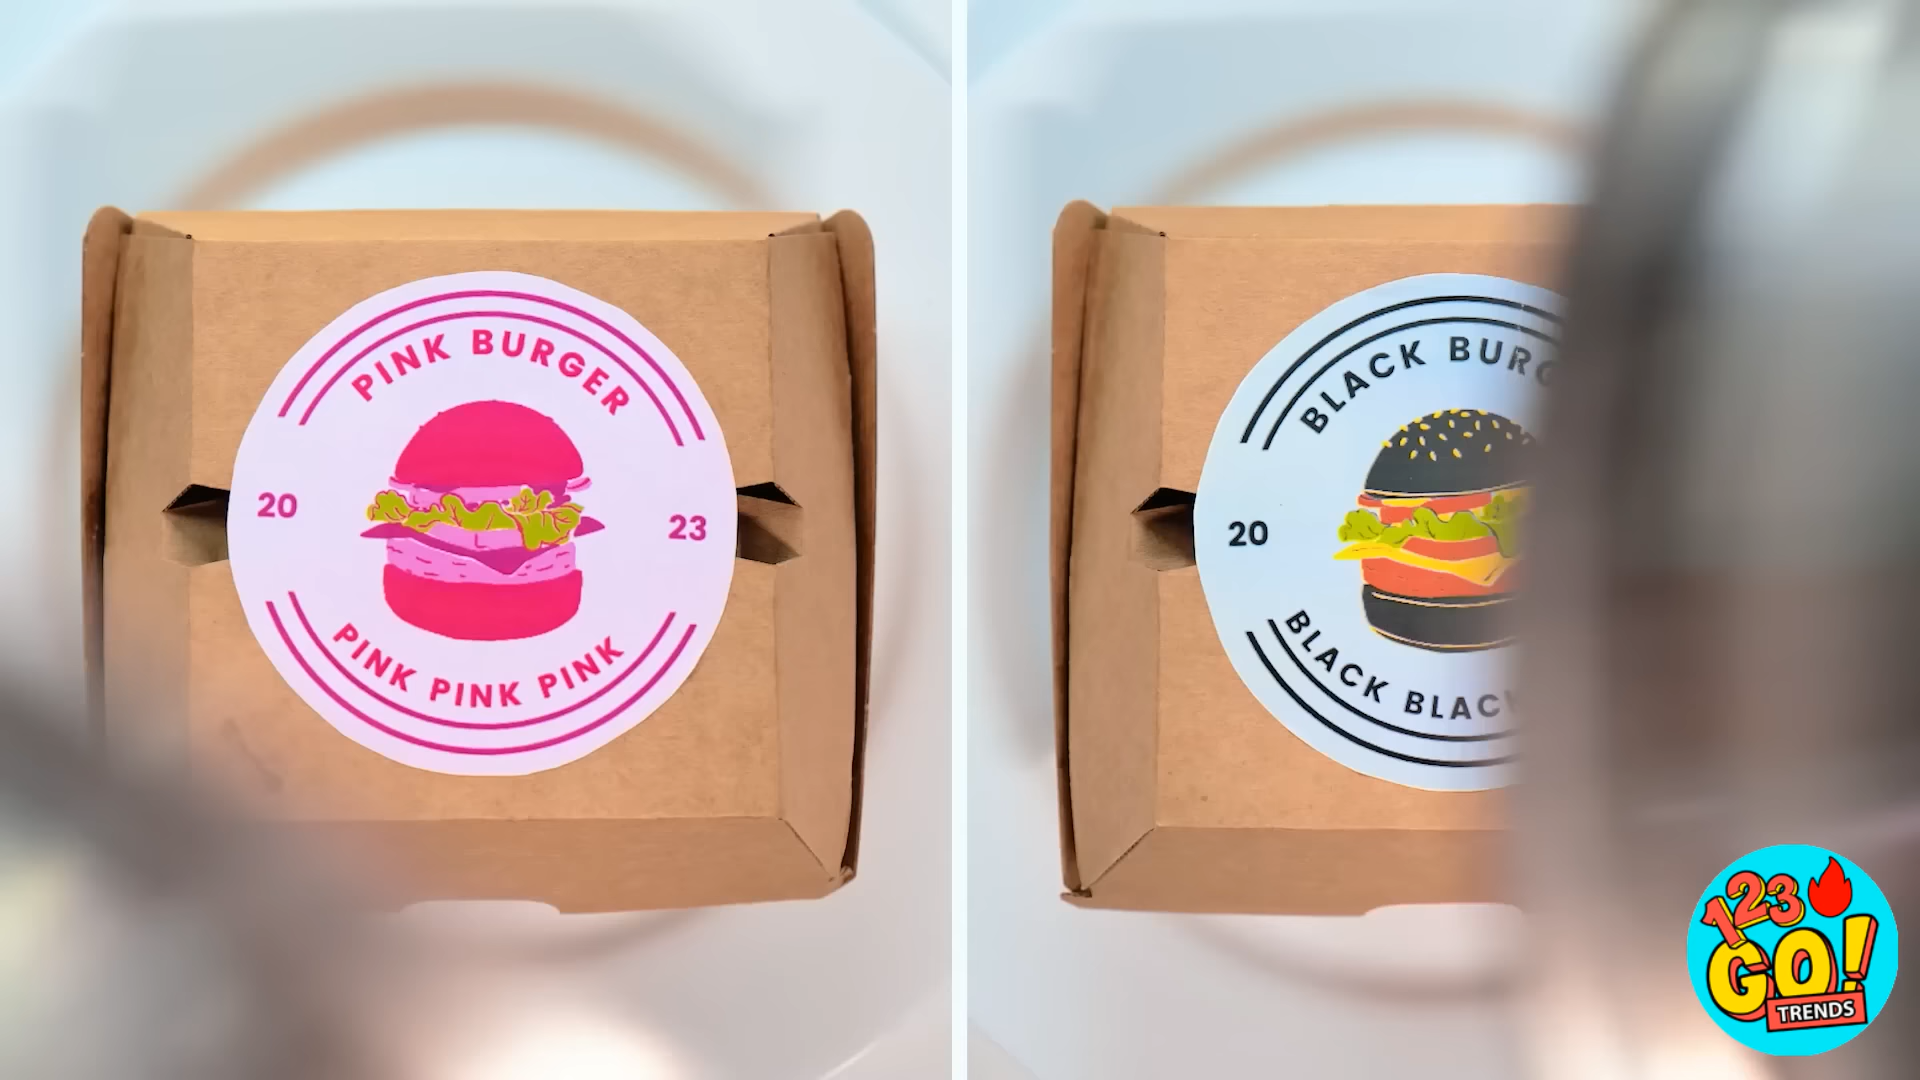 PINK BURGER
20
23
PINK PINK PINK
BLACK BURG
20
BLACK BLAC
123
GO!
TRENDS